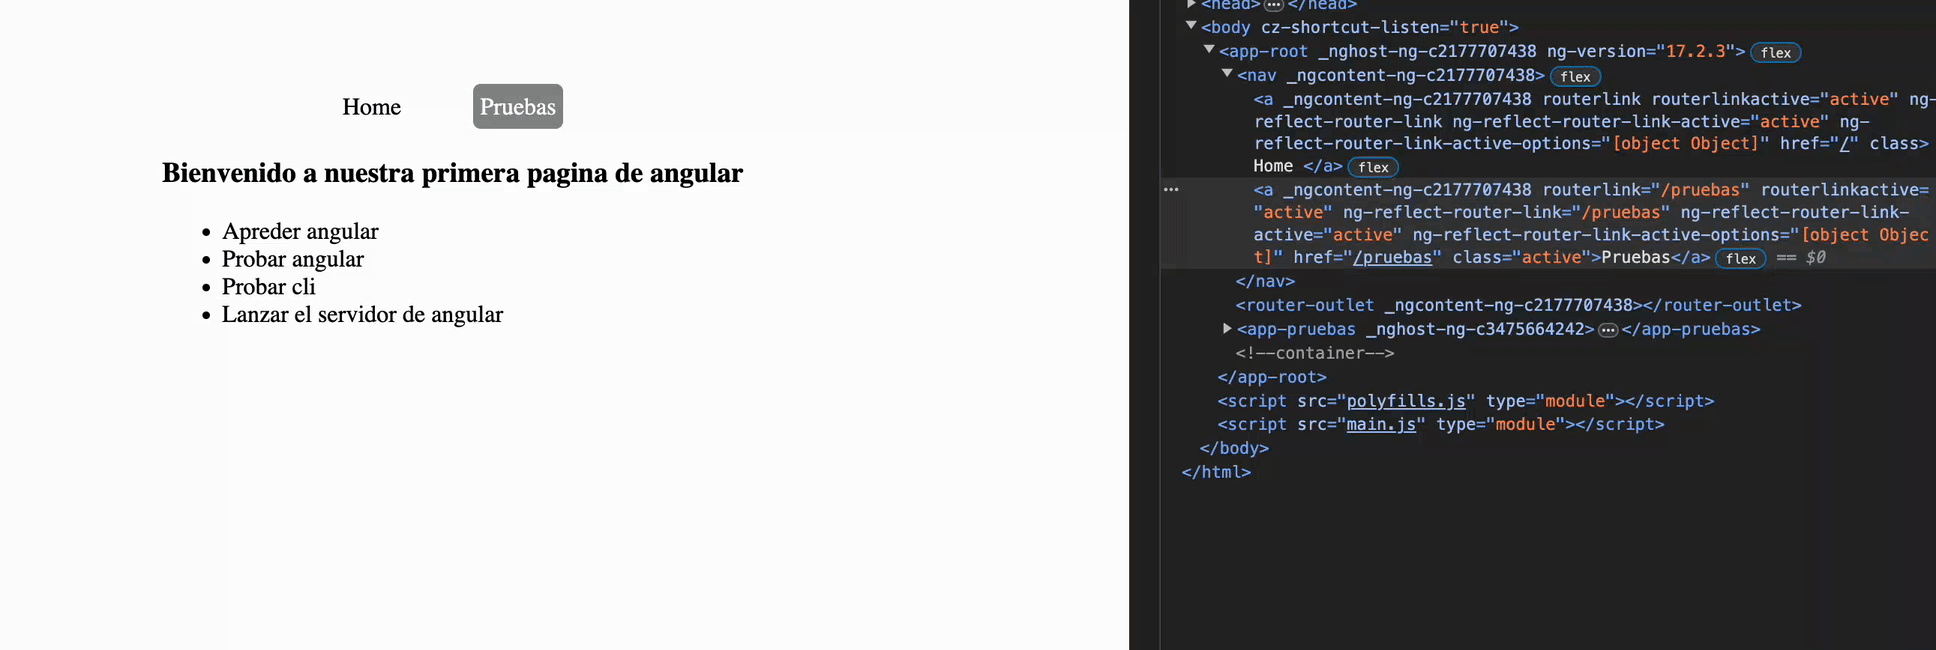 Home
Pruebas
Bienvenido a nuestra primera pagina de angular
• Apreder angular
• Probar angular
• Probar cli
• Lanzar el servidor de angular
<head> ••• </head>
<body cz-shortcut-listen="true">
<app-root _nghost-ng-c2177707438 ng-version="17.2.3"> flex
<nav _ngcontent-ng-c2177707438> flex
<a _ngcontent-ng-c2177707438 routerlink routerlinkactive="active" ng-
reflect-router-link ng-reflect-router-link-active="active" ng-
reflect-router-link-active-options="[object Object]" href="/" class>
Home </a> flex
••• <a _ngcontent-ng-c2177707438 routerlink="/pruebas" routerlinkactive=
"active" ng-reflect-router-link="/pruebas" ng-reflect-router-link-
active="active" ng-reflect-router-link-active-options="[object Objec
t]" href="/pruebas" class="active">Pruebas</a> flex == $0
</nav>
<router-outlet _ngcontent-ng-c2177707438></router-outlet>
<app-pruebas _nghost-ng-c3475664242> ••• </app-pruebas>
<!--container-->
</app-root>
<script src="polyfills.js" type="module"></script>
<script src="main.js" type="module"></script>
</body>
</html>